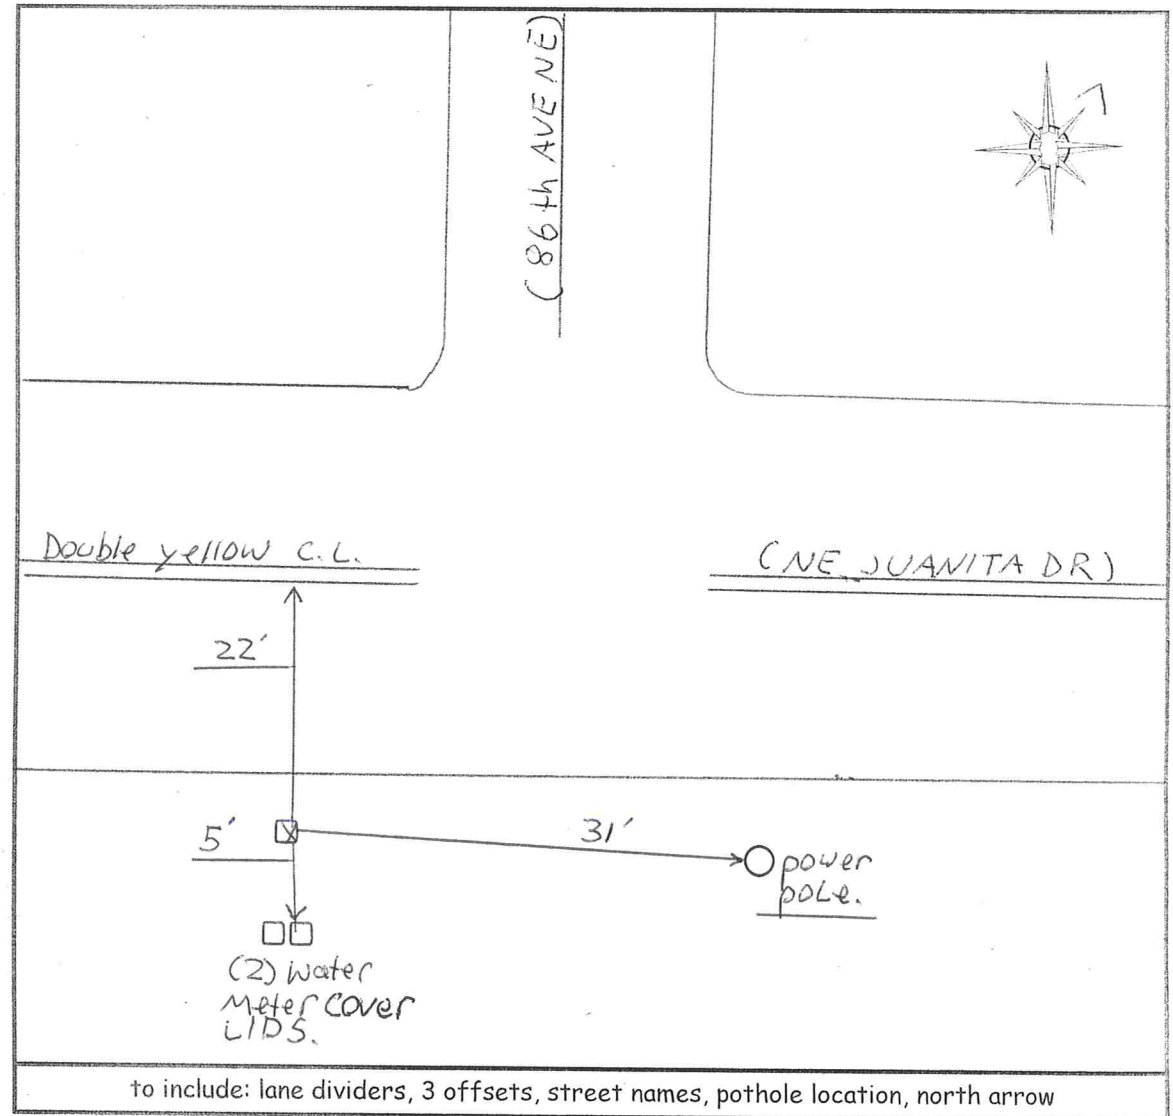 (86th AVE NE)
Double yellow C.L.
(NE JUANITA DR)
22'
5'
31'
power
pole.
(2) water
Meter cover
LIDS.
to include: lane dividers, 3 offsets, street names, pothole location, north arrow